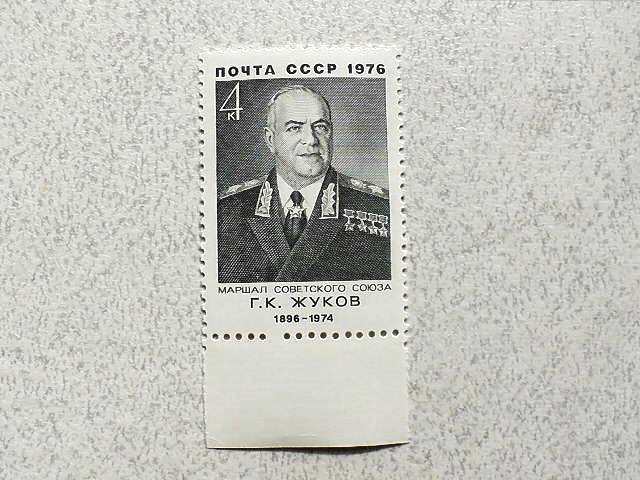 ПОЧТА СССР 1976
4
К
МАРШАЛ СОВЕТСКОГО СОЮЗА
Г.К. ЖУКОВ
1896–1974